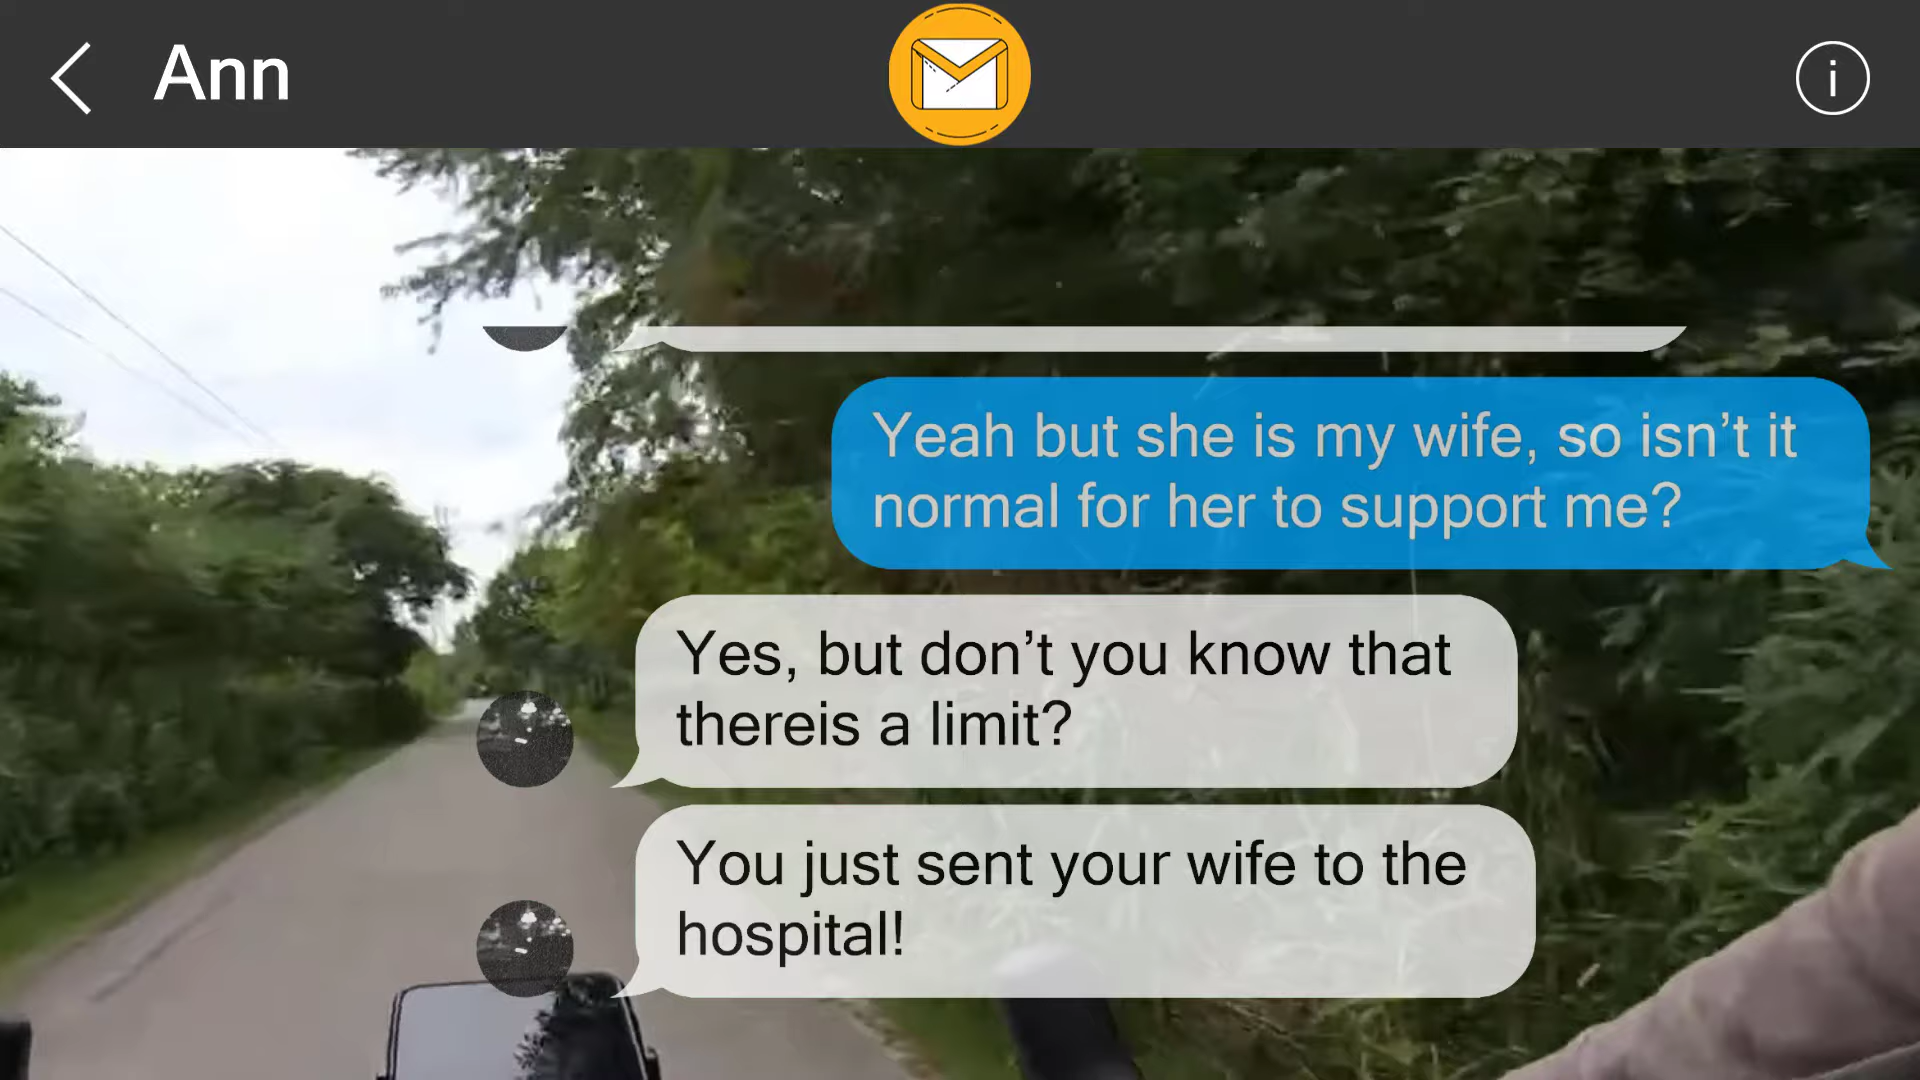 Ann
Yeah but she is my wife, so isn’t it
normal for her to support me?
Yes, but don’t you know that
thereis a limit?
You just sent your wife to the
hospital!